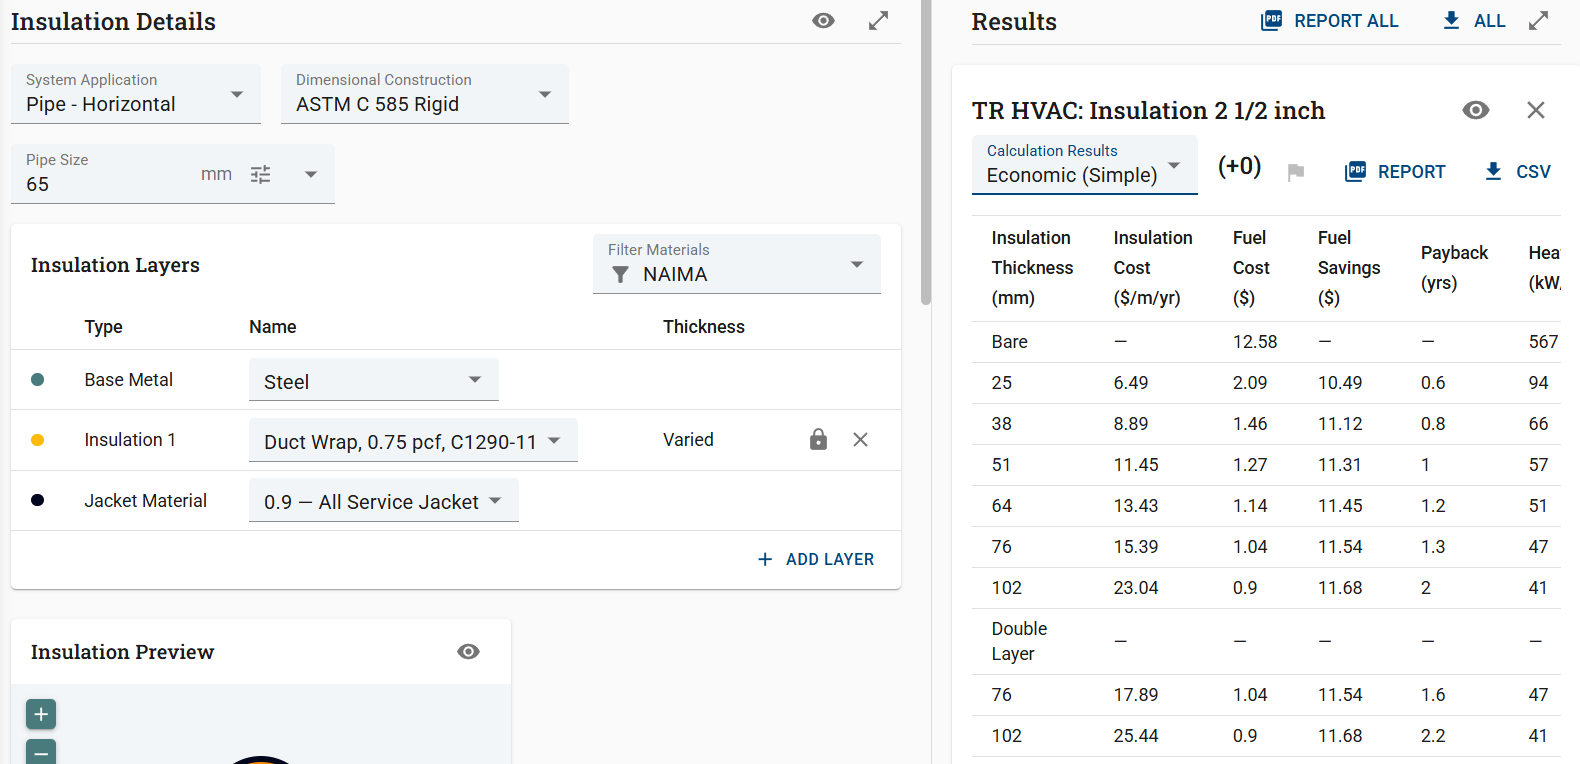 Insulation Details
System Application
Pipe - Horizontal
Dimensional Construction
ASTM C 585 Rigid
Pipe Size
65
mm
Insulation Layers
Filter Materials
NAIMA
Type Name Thickness
Base Metal Steel
Insulation 1 Duct Wrap, 0.75 pcf, C1290-11 Varied
Jacket Material 0.9 — All Service Jacket
+ ADD LAYER
Insulation Preview
+
−
Results
PDF REPORT ALL
ALL
TR HVAC: Insulation 2 1/2 inch
Calculation Results
Economic (Simple)
(+0)
PDF REPORT
CSV
Insulation Thickness (mm) Insulation Cost ($/m/yr) Fuel Cost ($) Fuel Savings ($) Payback (yrs)
Bare — 12.58 — — 567
25 6.49 2.09 10.49 0.6 94
38 8.89 1.46 11.12 0.8 66
51 11.45 1.27 11.31 1 57
64 13.43 1.14 11.45 1.2 51
76 15.39 1.04 11.54 1.3 47
102 23.04 0.9 11.68 2 41
Double Layer — — — — —
76 17.89 1.04 11.54 1.6 47
102 25.44 0.9 11.68 2.2 41